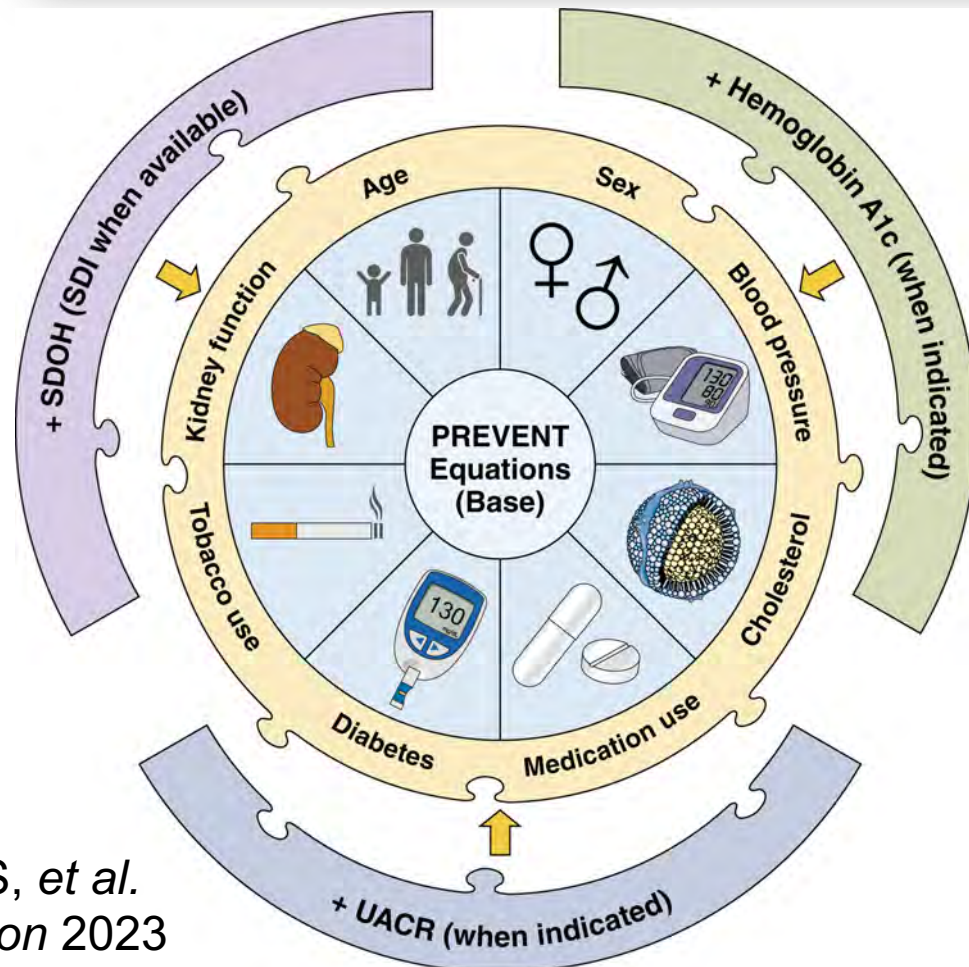 + SDOH (SDI when available)
+ Hemoglobin A1c (when indicated)
Age
Sex
Kidney function
Blood pressure
130
80
PREVENT
Equations
(Base)
Tobacco use
Cholesterol
130
Diabetes
Medication use
+ UACR (when indicated)
S, et al.
on 2023